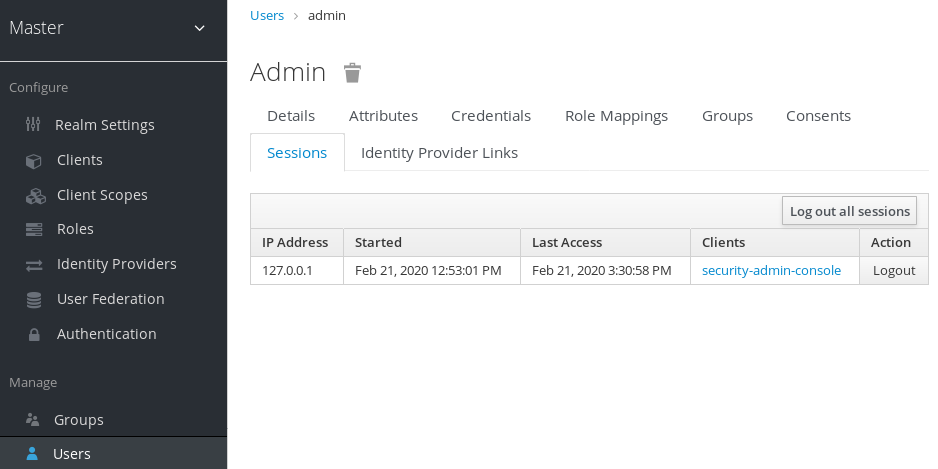 Master
Configure
Realm Settings
Clients
Client Scopes
Roles
Identity Providers
User Federation
Authentication
Manage
Groups
Users
Users > admin
Admin
Details Attributes Credentials Role Mappings Groups Consents
Sessions Identity Provider Links
Log out all sessions
IP Address Started Last Access Clients Action
127.0.0.1 Feb 21, 2020 12:53:01 PM Feb 21, 2020 3:30:58 PM security-admin-console Logout